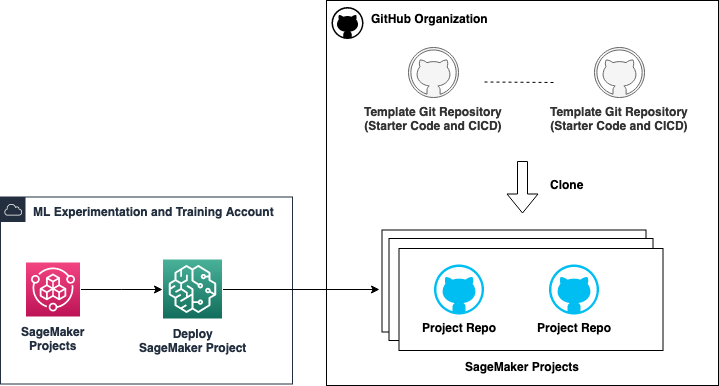 GitHub Organization
Template Git Repository
(Starter Code and CICD)
Template Git Repository
(Starter Code and CICD)
Clone
ML Experimentation and Training Account
SageMaker
Projects
Deploy
SageMaker Project
Project Repo
Project Repo
SageMaker Projects